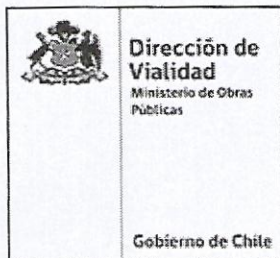 Dirección de
Vialidad
Ministerio de Obras
Públicas
Gobierno de Chile